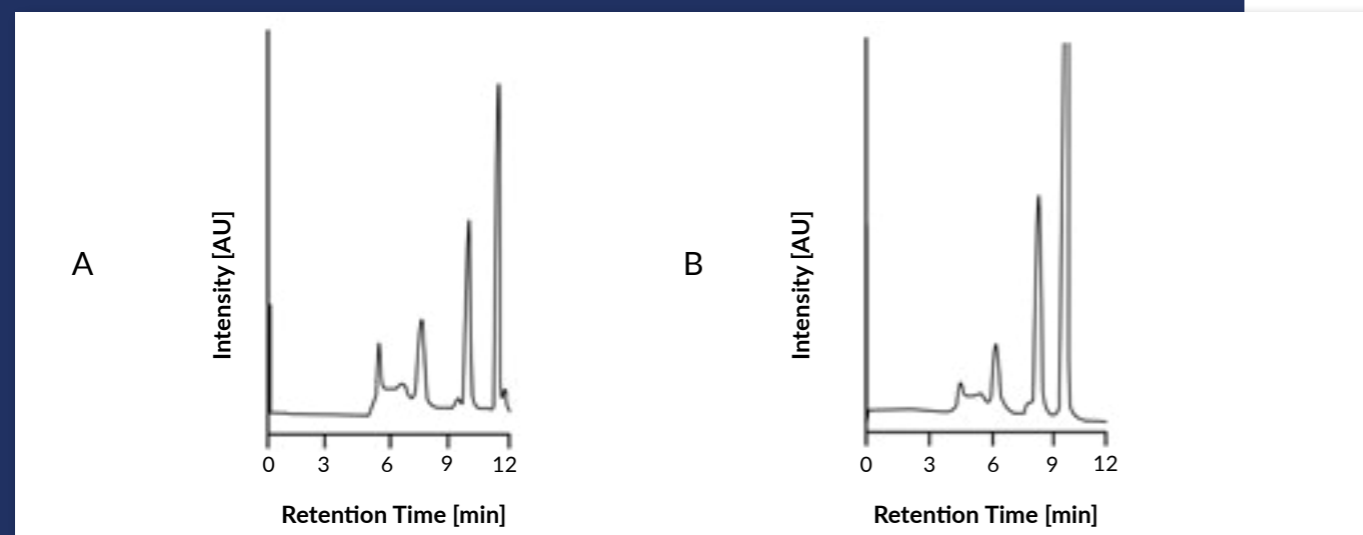 A
Intensity [AU]
0 3 6 9 12
Retention Time [min]
B
Intensity [AU]
0 3 6 9 12
Retention Time [min]